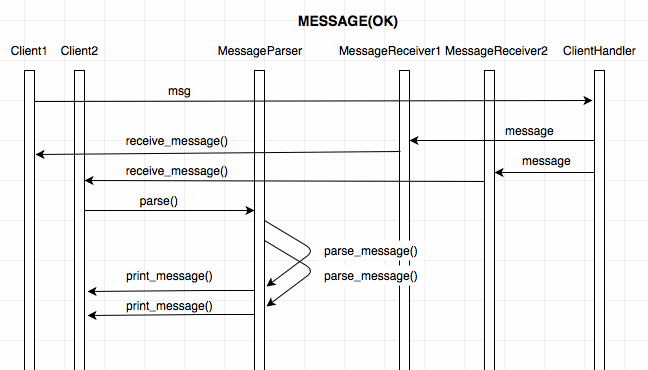 MESSAGE(OK)
Client1 Client2 MessageParser MessageReceiver1 MessageReceiver2 ClientHandler
msg
message
receive_message()
message
receive_message()
parse()
parse_message()
print_message() parse_message()
print_message()